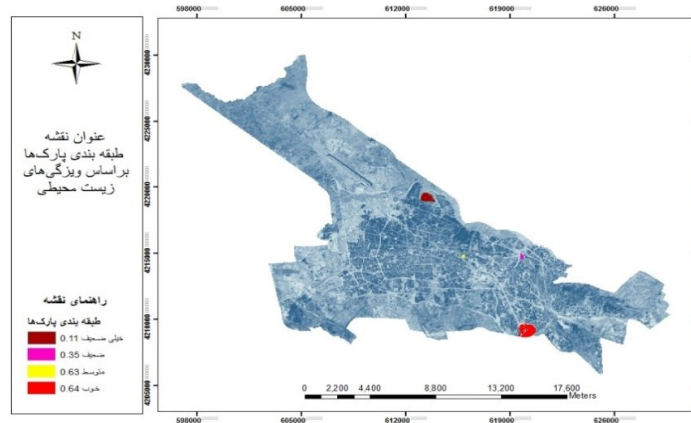 598000 605000 612000 619000 626000
N
عنوان نقشه
طبقه بندی پارک‌ها
براساس ویزگی‌های
زیست محیطی
راهنمای نقشه
طبقه بندی پارک‌ها
خیلی ضعیف 0.11
ضعیف 0.35
متوسط 0.63
خوب 0.64
4230000
4225000
4220000
4215000
4210000
4205000
0 2,200 4,400 8,800 13,200 17,600
Meters
598000 605000 612000 619000 626000